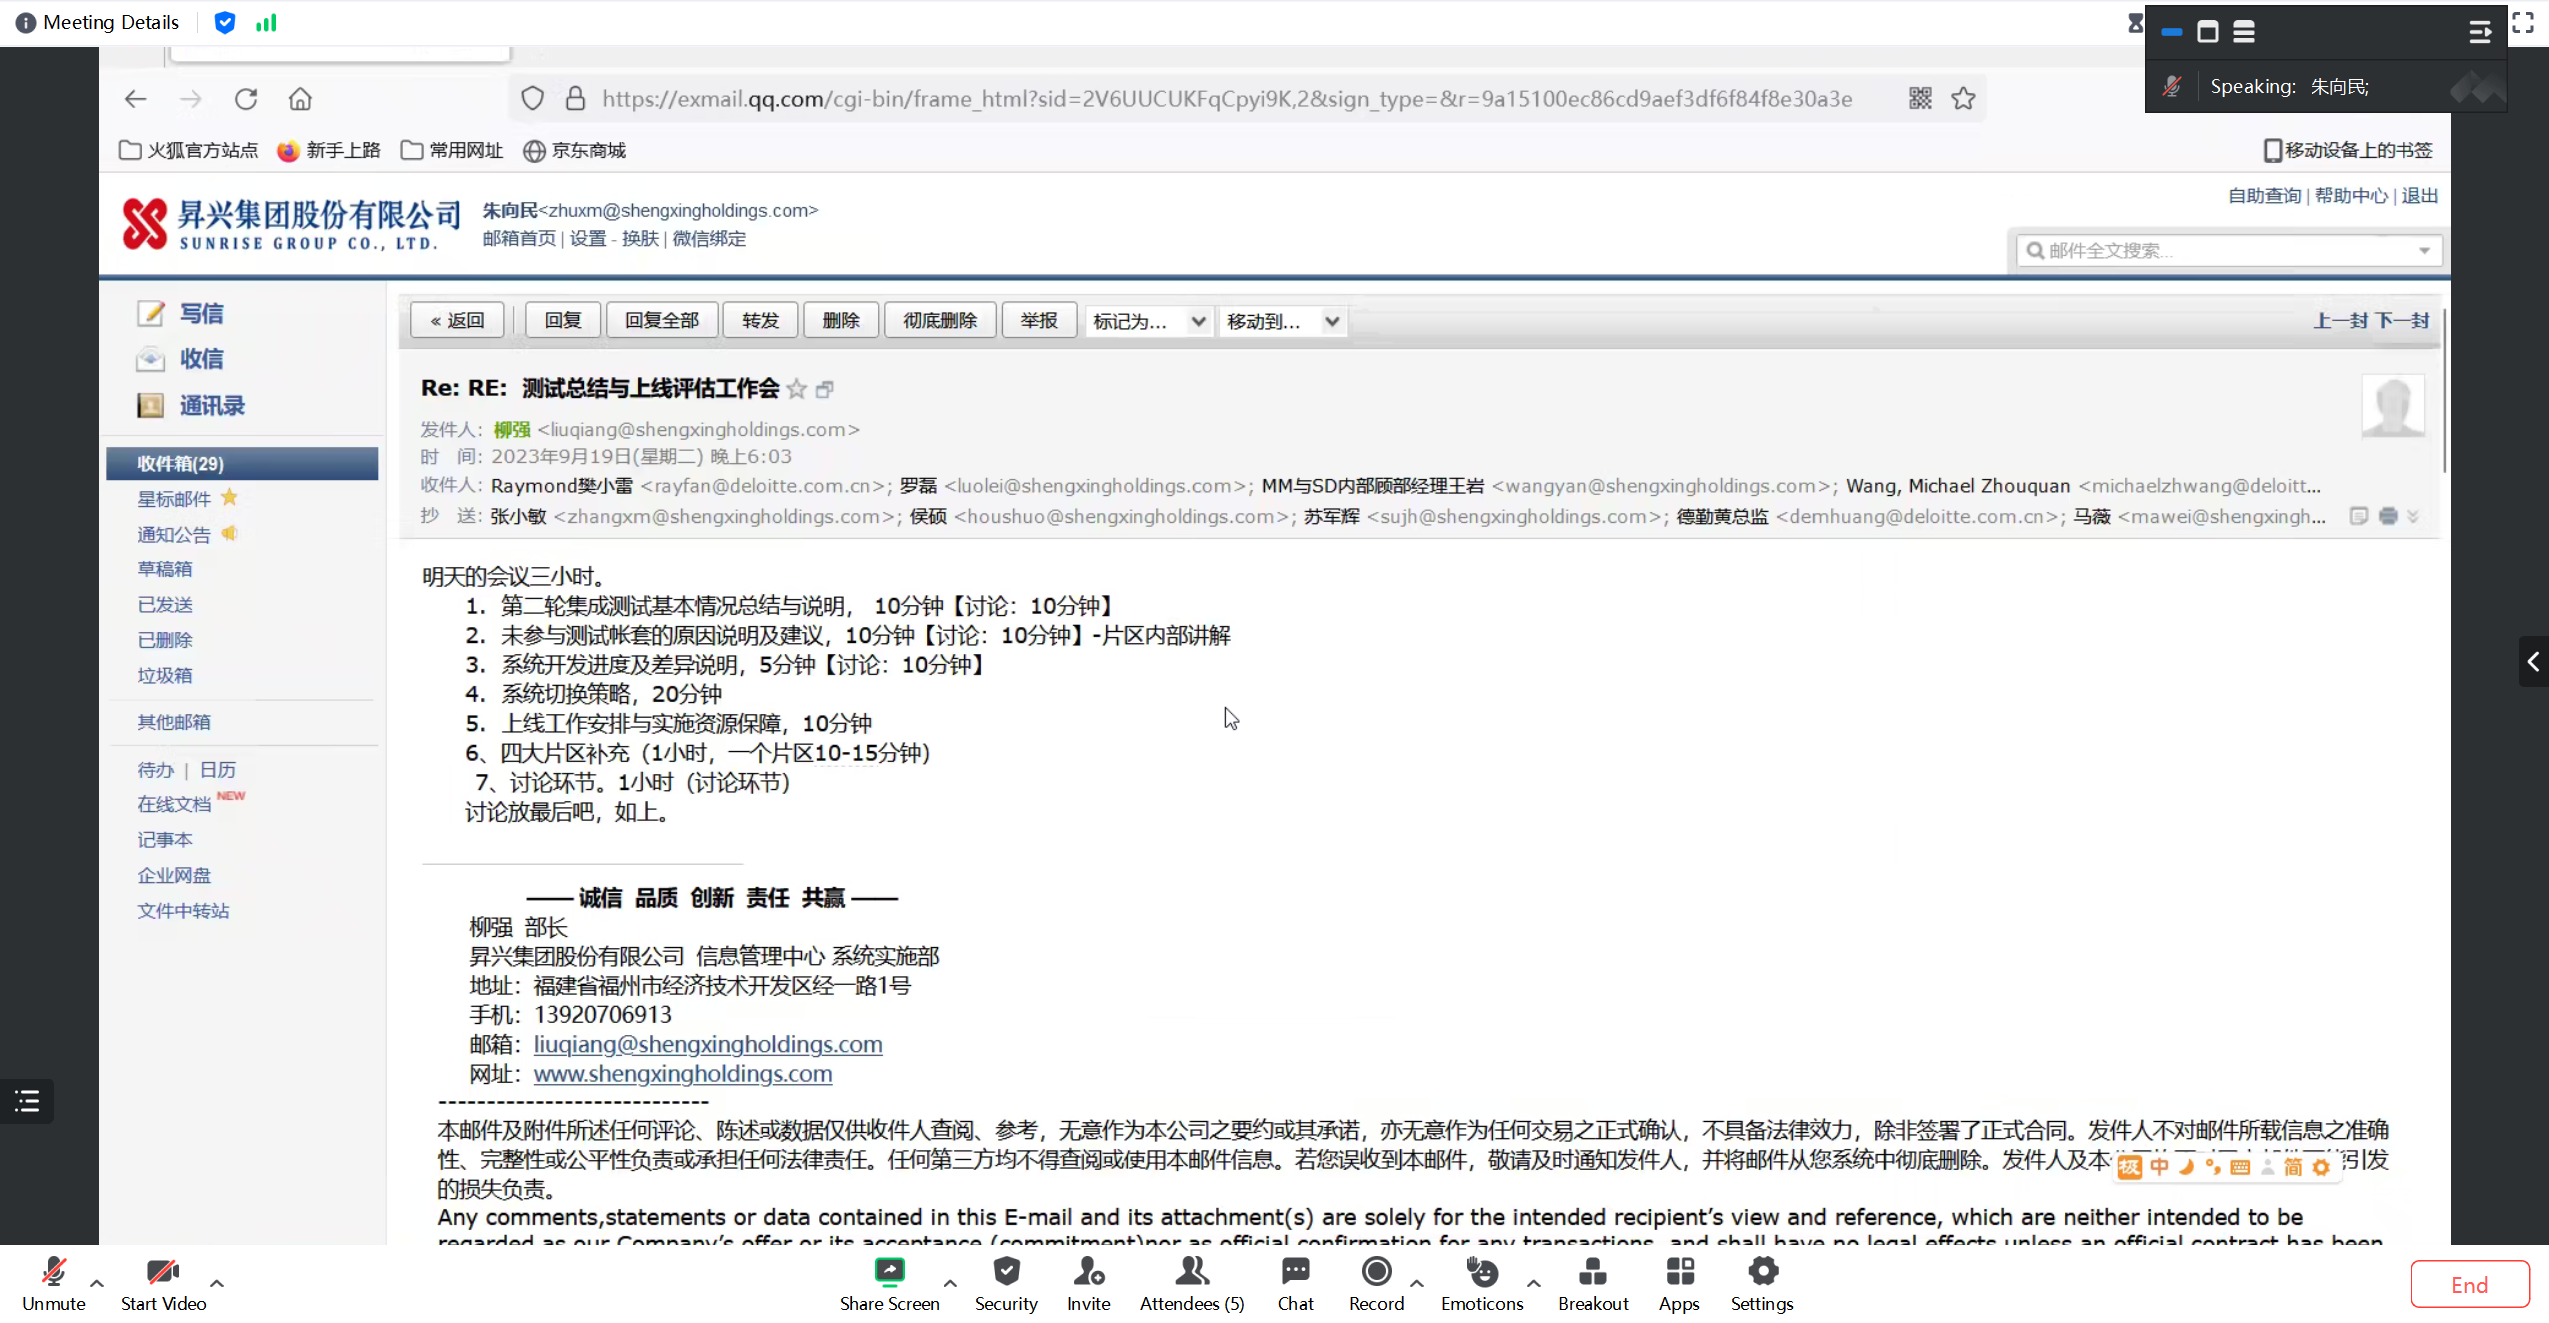 Meeting Details
Speaking: 朱向民;
https://exmail.qq.com/cgi-bin/frame_html?sid=2V6UUCUKFqCpyi9K,2&sign_type=&r=9a15100ec86cd9aef3df6f84f8e30a3e
火狐官方站点 新手上路 常用网址 京东商城 移动设备上的书签
昇兴集团股份有限公司
SUNRISE GROUP CO., LTD.
朱向民<zhuxm@shengxingholdings.com>
邮箱首页 | 设置 - 换肤 | 微信绑定
自助查询 | 帮助中心 | 退出
邮件全文搜索...
写信
收信
通讯录
收件箱(29)
星标邮件
通知公告
草稿箱
已发送
已删除
垃圾箱
其他邮箱
待办 | 日历
在线文档 NEW
记事本
企业网盘
文件中转站
« 返回 回复 回复全部 转发 删除 彻底删除 举报 标记为... 移动到... 上一封 下一封
Re: RE: 测试总结与上线评估工作会
发件人: 柳强 <liuqiang@shengxingholdings.com>
时 间: 2023年9月19日(星期二) 晚上6:03
收件人: Raymond樊小雷 <rayfan@deloitte.com.cn>; 罗磊 <luolei@shengxingholdings.com>; MM与SD内部顾部经理王岩 <wangyan@shengxingholdings.com>; Wang, Michael Zhouquan <michaelzhwang@deloitt...
抄 送: 张小敏 <zhangxm@shengxingholdings.com>; 侯硕 <houshuo@shengxingholdings.com>; 苏军辉 <sujh@shengxingholdings.com>; 德勤黄总监 <demhuang@deloitte.com.cn>; 马薇 <mawei@shengxingh...
明天的会议三小时。
1. 第二轮集成测试基本情况总结与说明, 10分钟【讨论: 10分钟】
2. 未参与测试帐套的原因说明及建议, 10分钟【讨论: 10分钟】-片区内部讲解
3. 系统开发进度及差异说明, 5分钟【讨论: 10分钟】
4. 系统切换策略, 20分钟
5. 上线工作安排与实施资源保障, 10分钟
6、四大片区补充（1小时, 一个片区10-15分钟）
7、讨论环节。1小时（讨论环节）
讨论放最后吧, 如上。
—— 诚信 品质 创新 责任 共赢 ——
柳强 部长
昇兴集团股份有限公司 信息管理中心 系统实施部
地址: 福建省福州市经济技术开发区经一路1号
手机: 13920706913
邮箱: liuqiang@shengxingholdings.com
网址: www.shengxingholdings.com
----------------------------
本邮件及附件所述任何评论、陈述或数据仅供收件人查阅、参考, 无意作为本公司之要约或其承诺, 亦无意作为任何交易之正式确认, 不具备法律效力, 除非签署了正式合同。发件人不对邮件所载信息之准确
性、完整性或公平性负责或承担任何法律责任。任何第三方均不得查阅或使用本邮件信息。若您误收到本邮件, 敬请及时通知发件人, 并将邮件从您系统中彻底删除。发件人及本 引发
极 中 简
的损失负责。
Any comments,statements or data contained in this E-mail and its attachment(s) are solely for the intended recipient's view and reference, which are neither intended to be
regarded as our Company's offer or its acceptance (commitment)nor as official confirmation for any transactions, and shall have no legal effects unless an official contract has been
Unmute Start Video Share Screen Security Invite Attendees (5) Chat Record Emoticons Breakout Apps Settings End